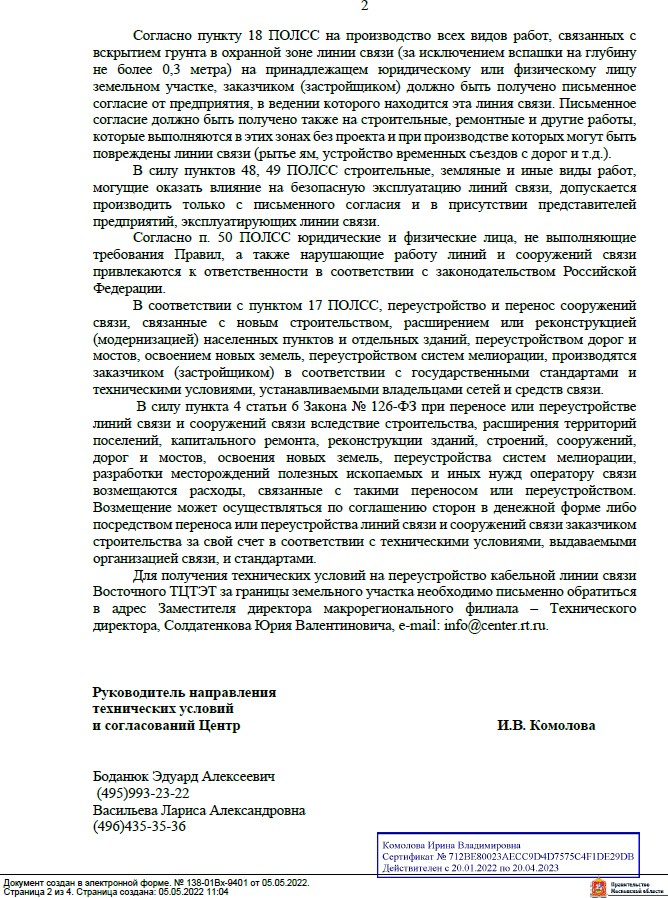 2
Согласно пункту 18 ПОЛСС на производство всех видов работ, связанных с
вскрытием грунта в охранной зоне линии связи (за исключением вспашки на глубину
не более 0,3 метра) на принадлежащем юридическому или физическому лицу
земельном участке, заказчиком (застройщиком) должно быть получено письменное
согласие от предприятия, в ведении которого находится эта линия связи. Письменное
согласие должно быть получено также на строительные, ремонтные и другие работы,
которые выполняются в этих зонах без проекта и при производстве которых могут быть
повреждены линии связи (рытье ям, устройство временных съездов с дорог и т.д.).
В силу пунктов 48, 49 ПОЛСС строительные, земляные и иные виды работ,
могущие оказать влияние на безопасную эксплуатацию линий связи, допускается
производить только с письменного согласия и в присутствии представителей
предприятий, эксплуатирующих линии связи.
Согласно п. 50 ПОЛСС юридические и физические лица, не выполняющие
требования Правил, а также нарушающие работу линий и сооружений связи
привлекаются к ответственности в соответствии с законодательством Российской
Федерации.
В соответствии с пунктом 17 ПОЛСС, переустройство и перенос сооружений
связи, связанные с новым строительством, расширением или реконструкцией
(модернизацией) населенных пунктов и отдельных зданий, переустройством дорог и
мостов, освоением новых земель, переустройством систем мелиорации, производятся
заказчиком (застройщиком) в соответствии с государственными стандартами и
техническими условиями, устанавливаемыми владельцами сетей и средств связи.
В силу пункта 4 статьи 6 Закона № 126-ФЗ при переносе или переустройстве
линий связи и сооружений связи вследствие строительства, расширения территорий
поселений, капитального ремонта, реконструкции зданий, строений, сооружений,
дорог и мостов, освоения новых земель, переустройства систем мелиорации,
разработки месторождений полезных ископаемых и иных нужд оператору связи
возмещаются расходы, связанные с такими переносом или переустройством.
Возмещение может осуществляться по соглашению сторон в денежной форме либо
посредством переноса или переустройства линий связи и сооружений связи заказчиком
строительства за свой счет в соответствии с техническими условиями, выдаваемыми
организацией связи, и стандартами.
Для получения технических условий на переустройство кабельной линии связи
Восточного ТЦТЭТ за границы земельного участка необходимо письменно обратиться
в адрес Заместителя директора макрорегионального филиала – Технического
директора, Солдатенкова Юрия Валентиновича, e-mail: info@center.rt.ru.
Руководитель направления
технических условий
и согласований Центр И.В. Комолова
Боданюк Эдуард Алексеевич
(495)993-23-22
Васильева Лариса Александровна
(496)435-35-36
Комолова Ирина Владимировна
Сертификат № 712BE80023AECC9D4D7575C4F1DE29DB
Действителен с 20.01.2022 по 20.04.2023
Документ создан в электронной форме. № 138-01Вх-9401 от 05.05.2022.
Страница 2 из 4. Страница создана: 05.05.2022 11:04
Правительство
Московской области